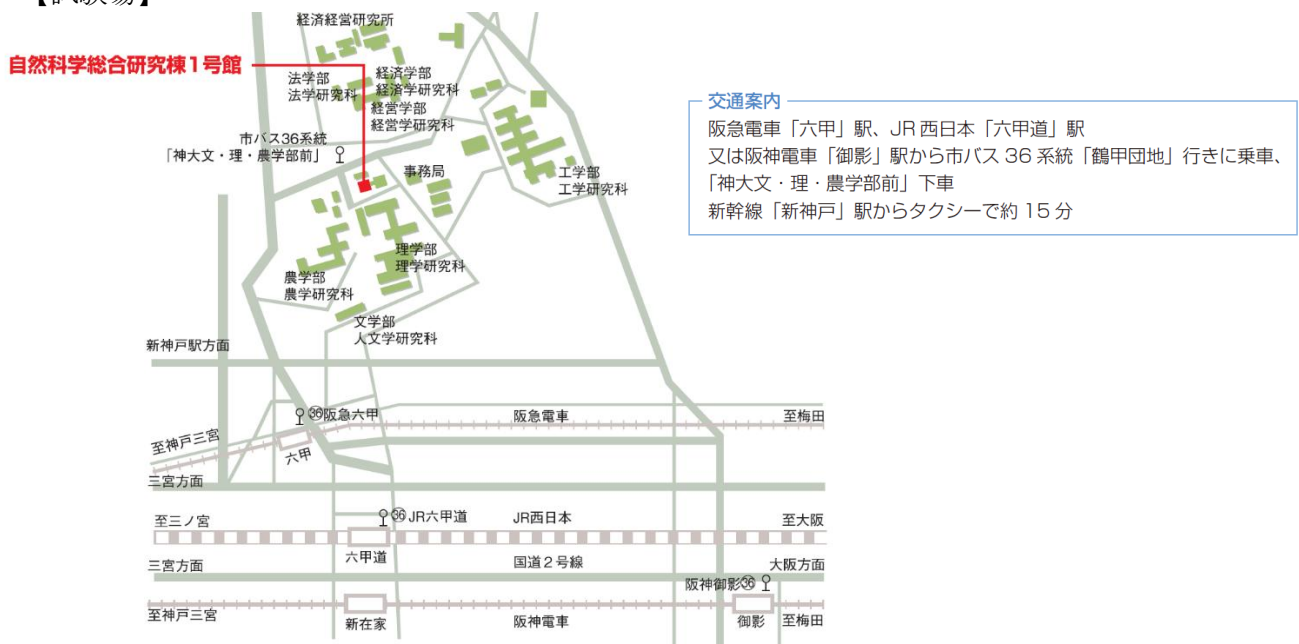 【試験場】
経済経営研究所
自然科学総合研究棟1号館
法学部
法学研究科
経済学部
経済学研究科
経営学部
経営学研究科
市バス36系統
「神大文・理・農学部前」
事務局
工学部
工学研究科
理学部
理学研究科
農学部
農学研究科
文学部
人文学研究科
新神戸駅方面
㊱阪急六甲
阪急電車
至梅田
至神戸三宮
六甲
三宮方面
至三ノ宮
㊱JR六甲道
JR西日本
至大阪
六甲道
三宮方面
国道2号線
大阪方面
阪神御影㊱
至神戸三宮
新在家
阪神電車
御影
至梅田
交通案内
阪急電車「六甲」駅、JR西日本「六甲道」駅
又は阪神電車「御影」駅から市バス36系統「鶴甲団地」行きに乗車、
「神大文・理・農学部前」下車
新幹線「新神戸」駅からタクシーで約15分